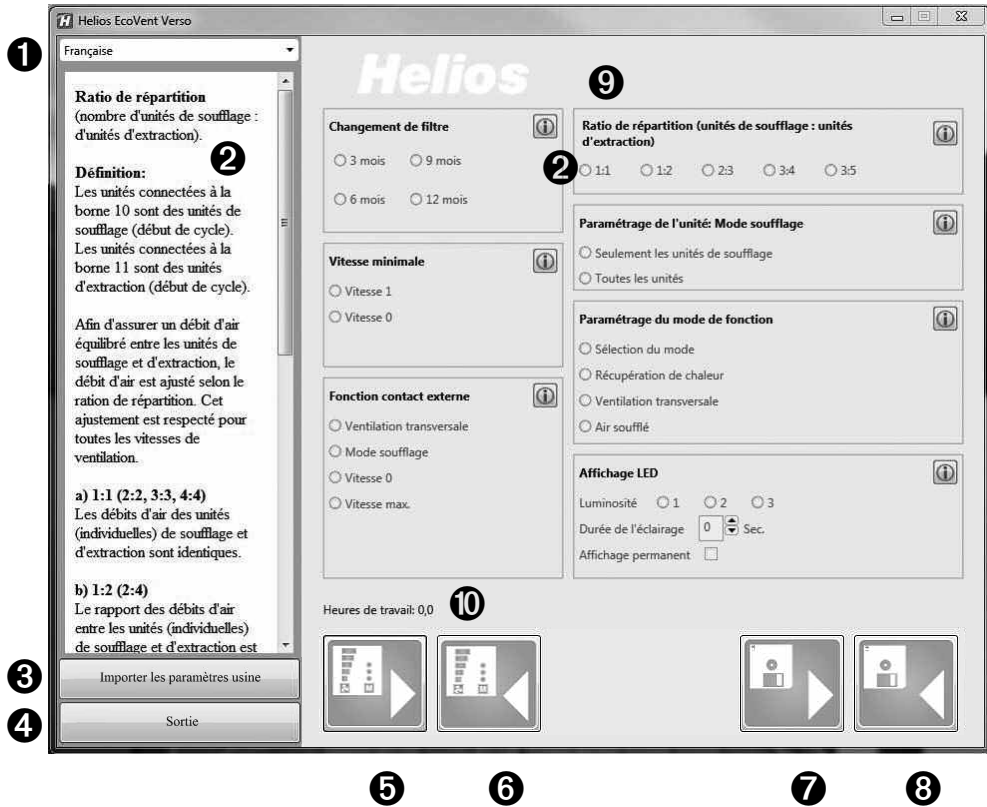 Helios EcoVent Verso
❶
Française
Ratio de répartition
(nombre d'unités de soufflage :
d'unités d'extraction).
❷
Définition:
Les unités connectées à la
borne 10 sont des unités de
soufflage (début de cycle).
Les unités connectées à la
borne 11 sont des unités
d'extraction (début de cycle).
Afin d'assurer un débit d'air
équilibré entre les unités de
soufflage et d'extraction, le
débit d'air est ajusté selon le
ration de répartition. Cet
ajustement est respecté pour
toutes les vitesses de
ventilation.
a) 1:1 (2:2, 3:3, 4:4)
Les débits d'air des unités
(individuelles) de soufflage et
d'extraction sont identiques.
b) 1:2 (2:4)
Le rapport des débits d'air
entre les unités (individuelles)
de soufflage et d'extraction est
❸
Importer les paramètres usine
❹
Sortie
Helios
❾
Changement de filtre
3 mois 9 mois
6 mois 12 mois
Vitesse minimale
Vitesse 1
Vitesse 0
Fonction contact externe
Ventilation transversale
Mode soufflage
Vitesse 0
Vitesse max.
Ratio de répartition (unités de soufflage : unités
d'extraction)
❷
1:1 1:2 2:3 3:4 3:5
Paramétrage de l'unité: Mode soufflage
Seulement les unités de soufflage
Toutes les unités
Paramétrage du mode de fonction
Sélection du mode
Récupération de chaleur
Ventilation transversale
Air soufflé
Affichage LED
Luminosité 1 2 3
Durée de l'éclairage 0 Sec.
Affichage permanent
Heures de travail: 0,0
❿
❺ ❻ ❼ ❽